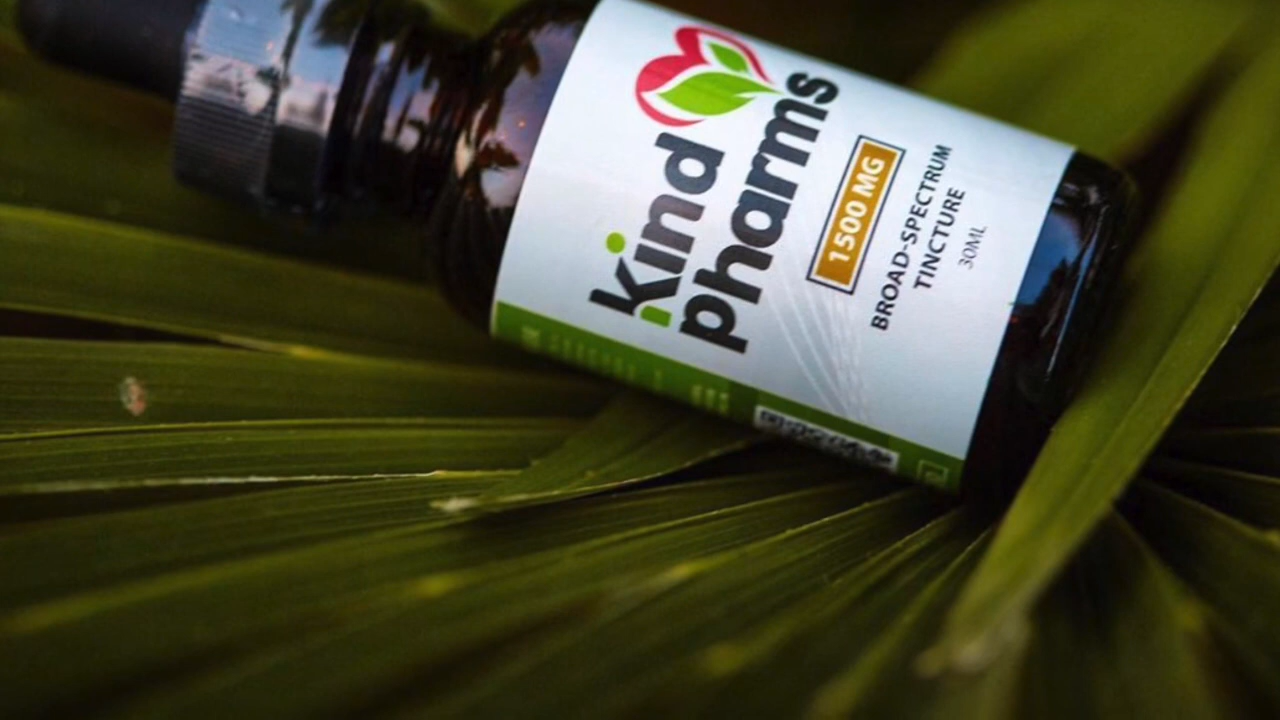 kind
pharms
1500 MG
BROAD-SPECTRUM
TINCTURE
30ML